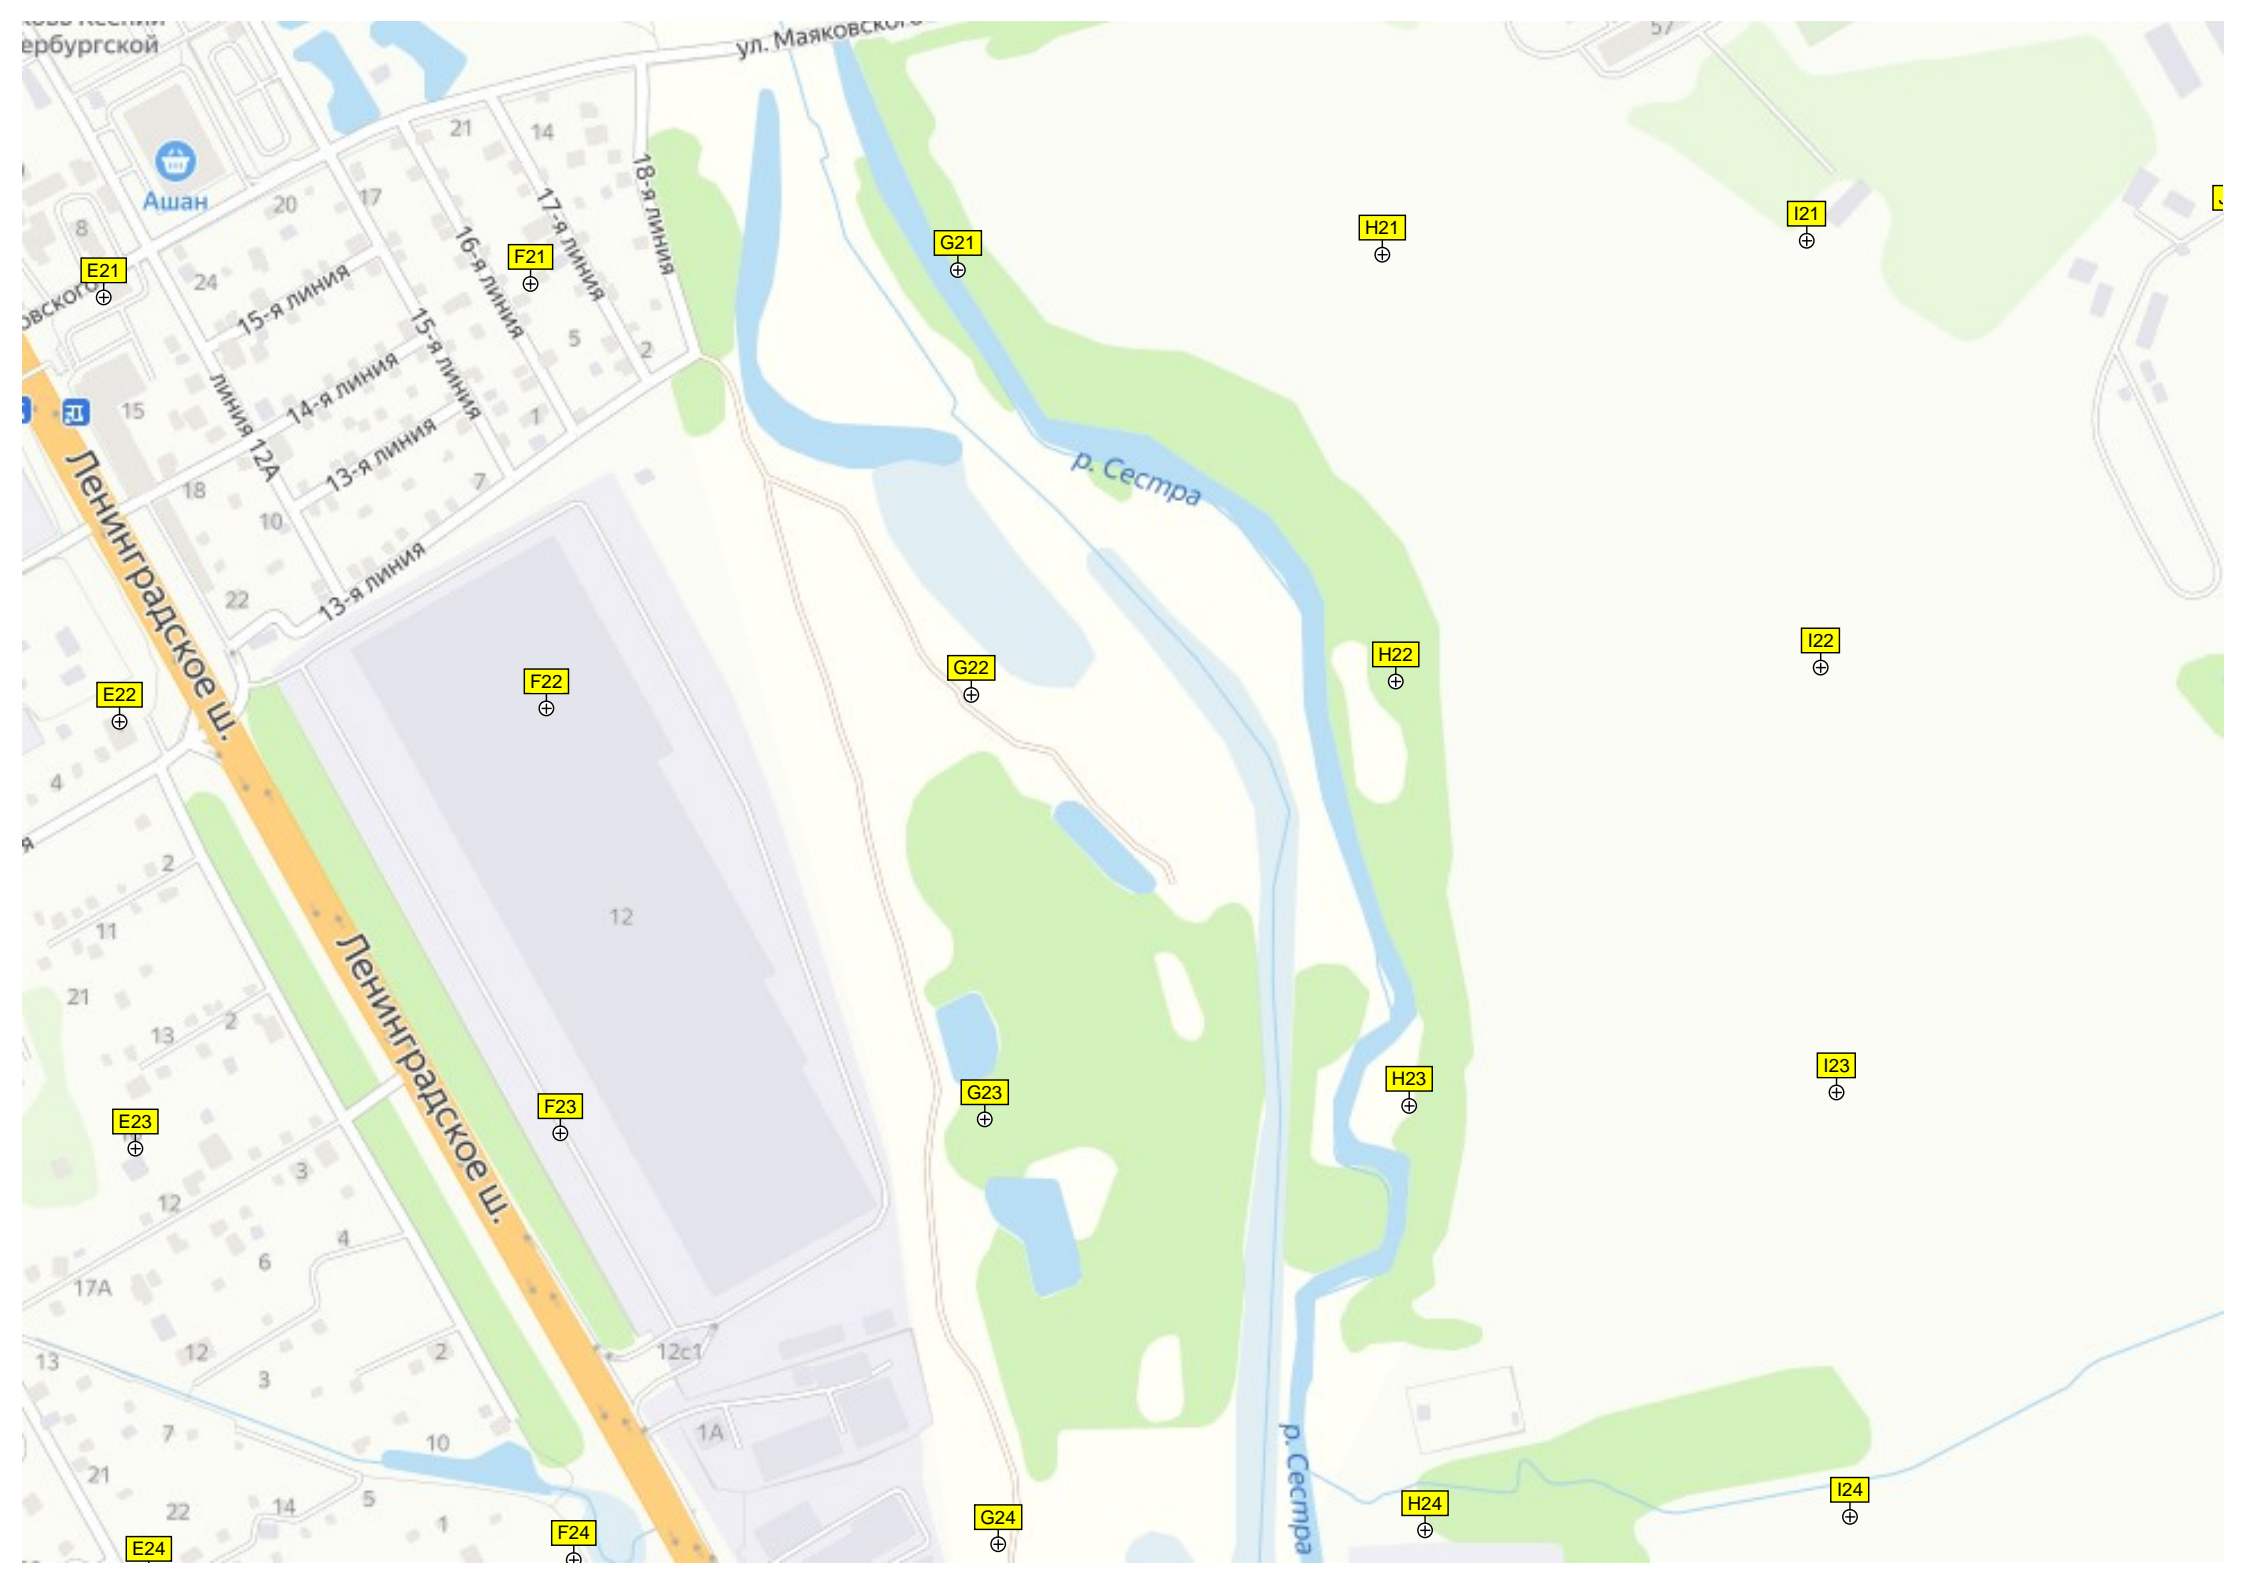 ербургской
ул. Маяковского
57
21
14
18-я линия
Ашан
20
17
17-я линия
8
16-я линия
I21
H21
G21
F21
E21
24
15-я линия
овского
15-я линия
5
2
14-я линия
линия 12А
15
1
13-я линия
Ленинградское ш.
р. Сестра
18
7
10
13-я линия
22
I22
H22
G22
F22
E22
4
я
2
12
11
Ленинградское ш.
21
13
2
I23
H23
G23
F23
E23
3
12
4
6
17А
13
12
2
12с1
3
7
10
1А
р. Сестра
21
22
14
5
1
I24
H24
G24
F24
E24